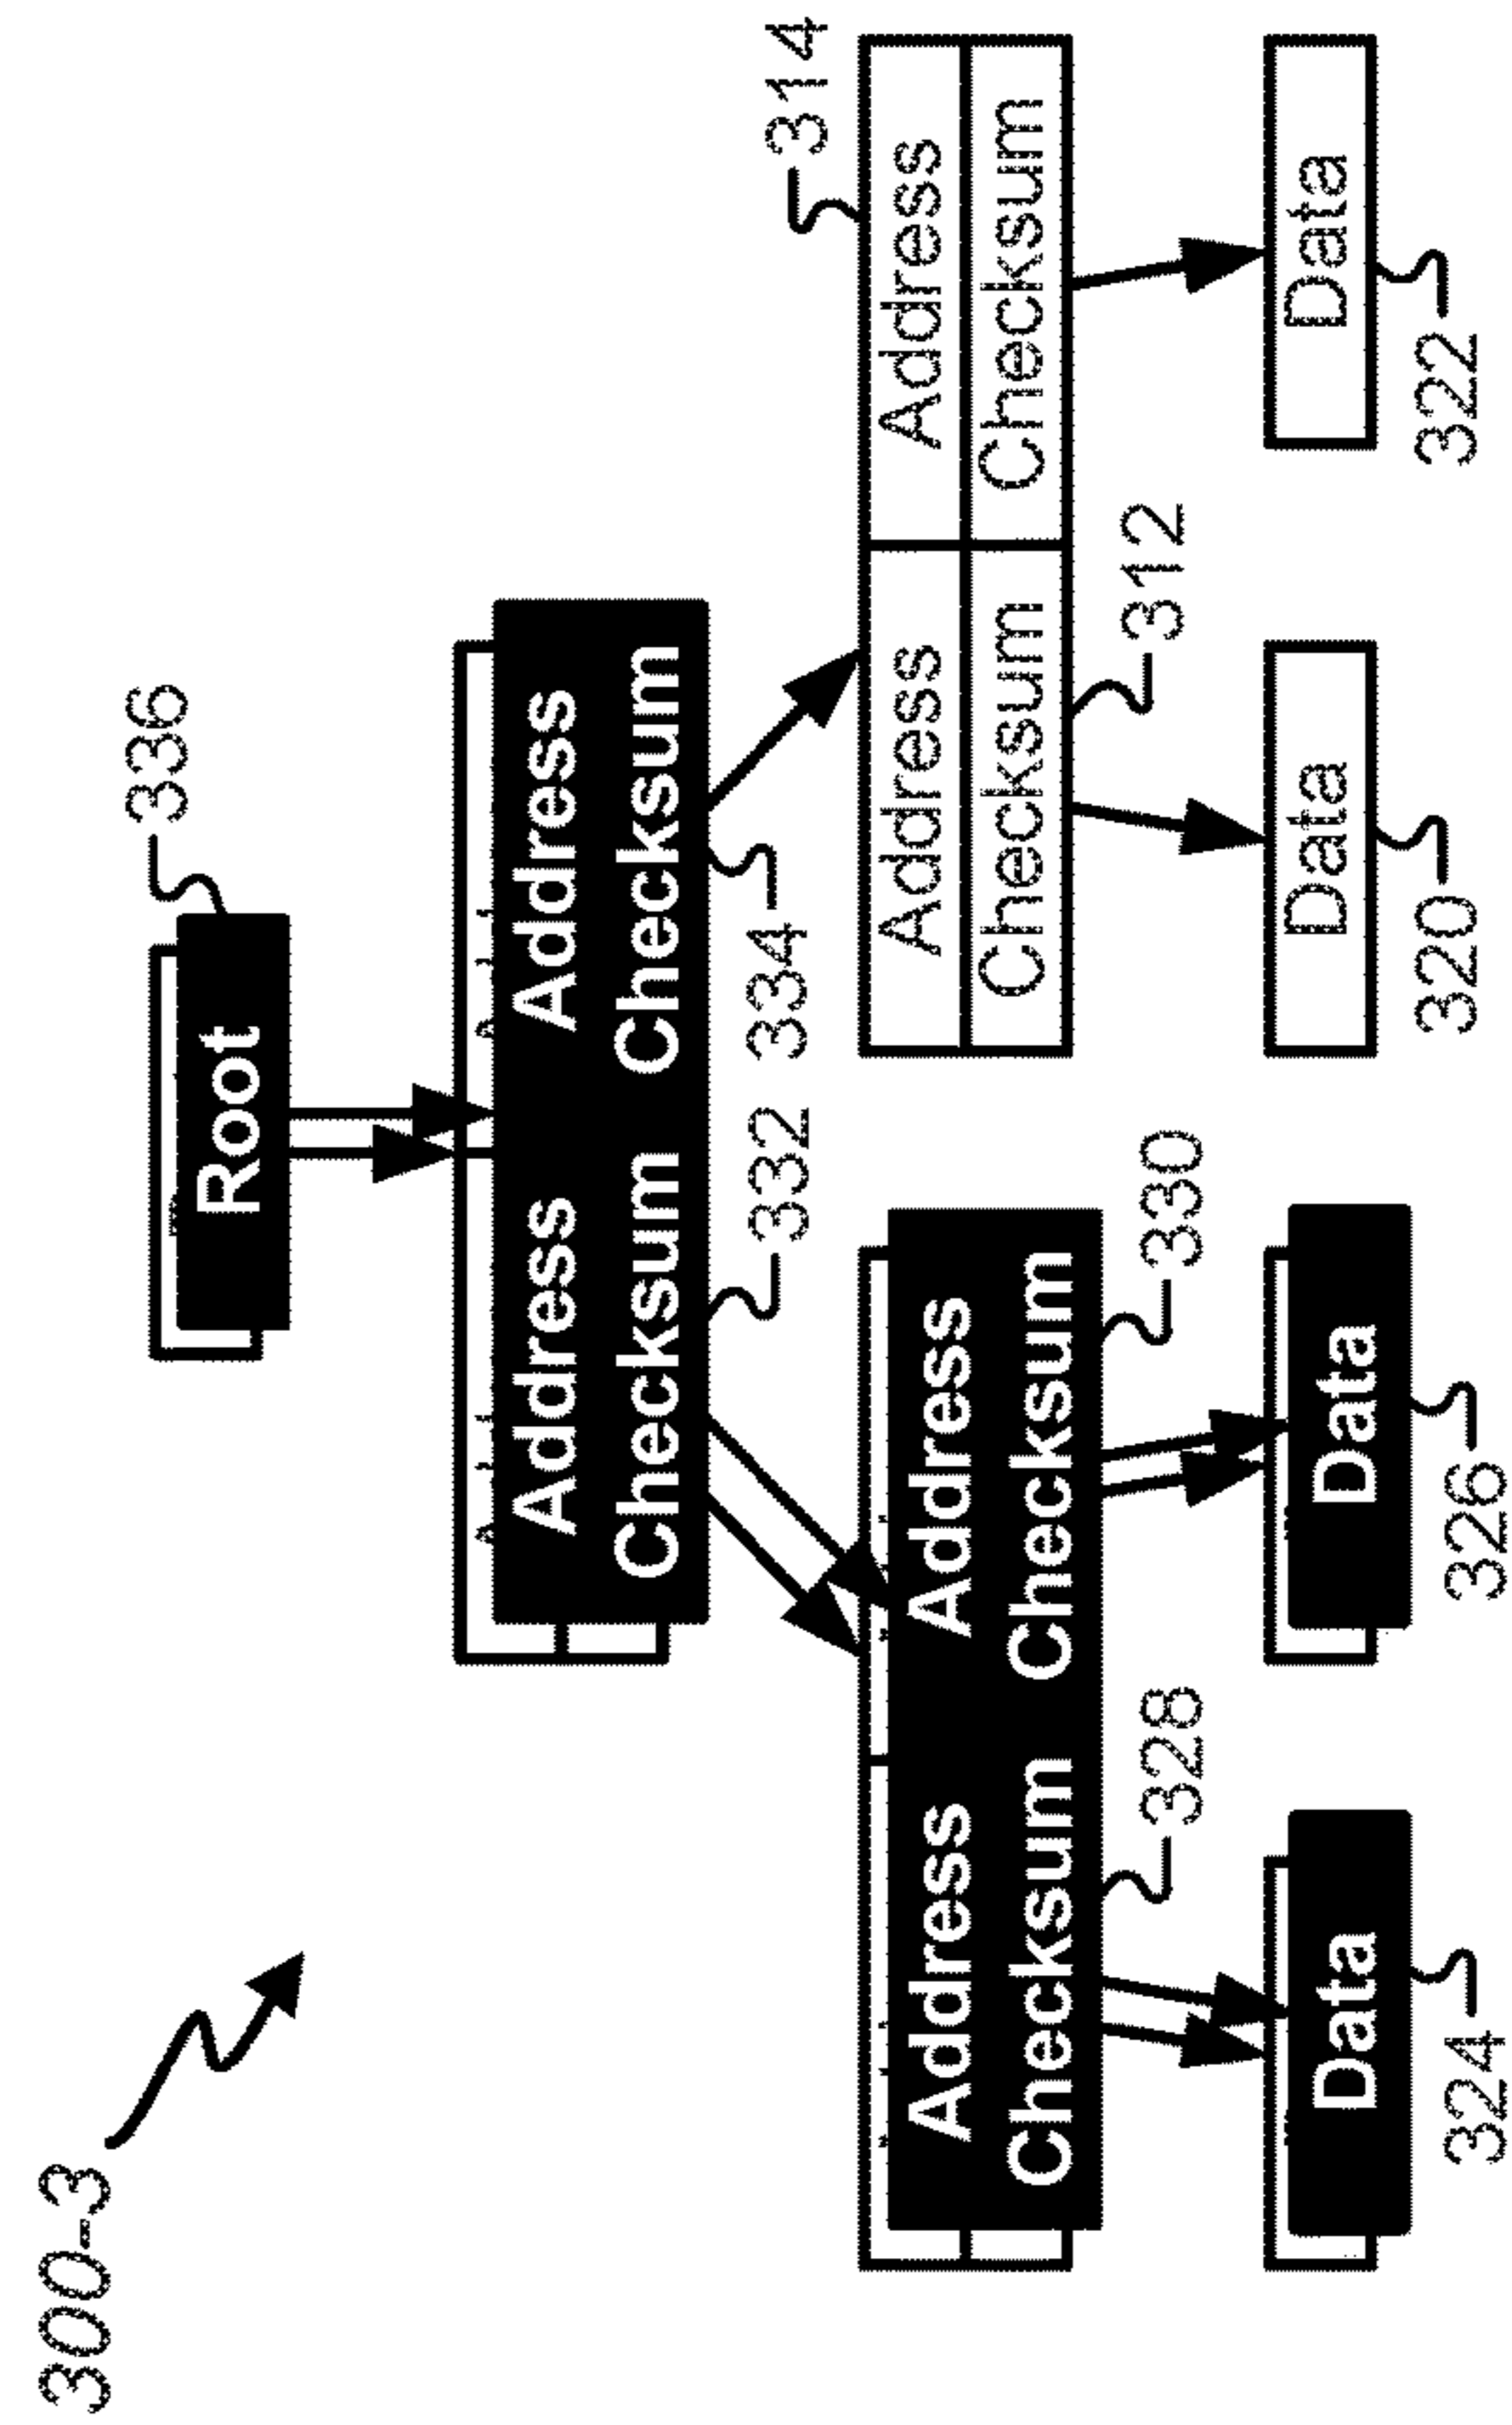 300-3
336
Root
Address Address
Checksum Checksum
332 334
314
Address Address
Checksum Checksum
328 330
Address Address
Checksum Checksum
312
Data
Data
Data
Data
324
326
320
322